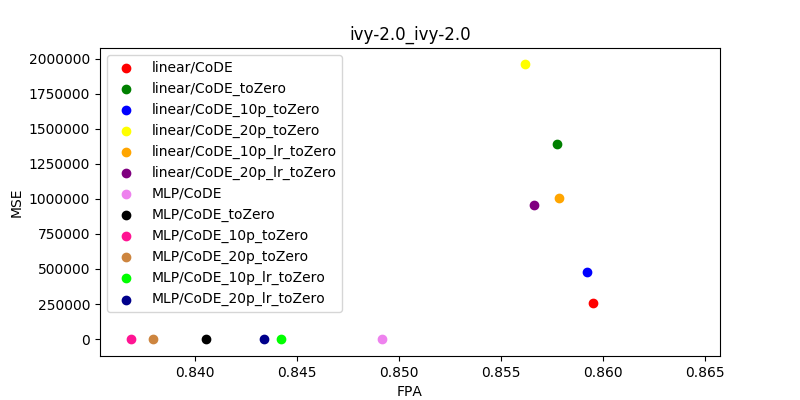 ivy-2.0_ivy-2.0
MSE
2000000
1750000
1500000
1250000
1000000
750000
500000
250000
0
linear/CoDE
linear/CoDE_toZero
linear/CoDE_10p_toZero
linear/CoDE_20p_toZero
linear/CoDE_10p_lr_toZero
linear/CoDE_20p_lr_toZero
MLP/CoDE
MLP/CoDE_toZero
MLP/CoDE_10p_toZero
MLP/CoDE_20p_toZero
MLP/CoDE_10p_lr_toZero
MLP/CoDE_20p_lr_toZero
0.840 0.845 0.850 0.855 0.860 0.865
FPA